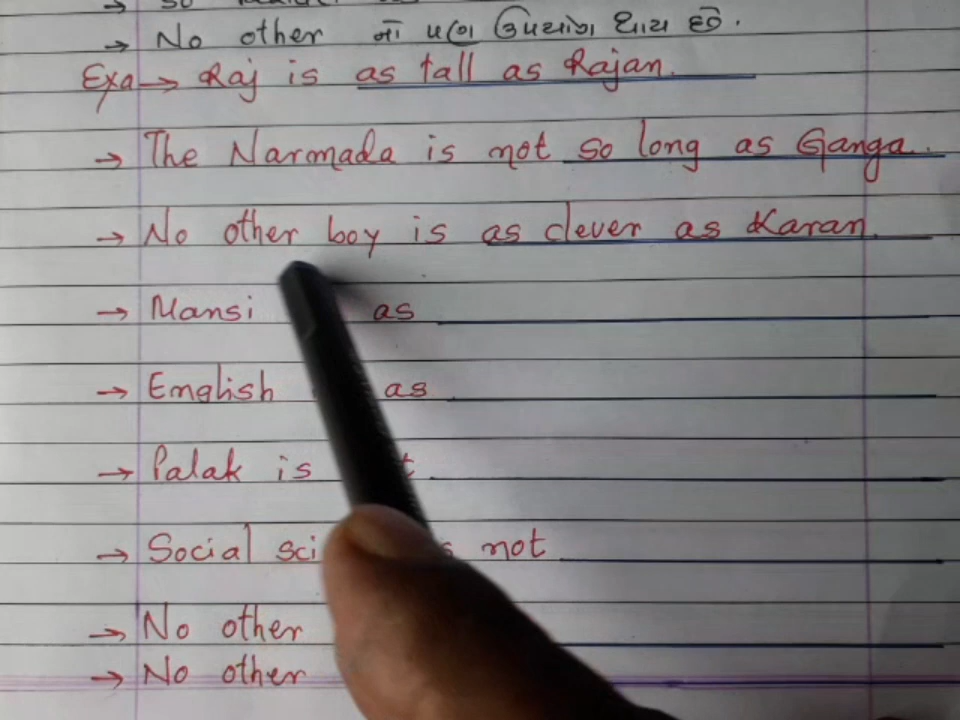 → No other નો પણ ઉપયોગ થાય છે.
Exa → Raj is as tall as Rajan.
→ The Narmada is not so long as Ganga.
→ No other boy is as clever as Karan.
→ Mansi as
→ English as
→ Palak is
→ Social sci not
→ No other
→ No other